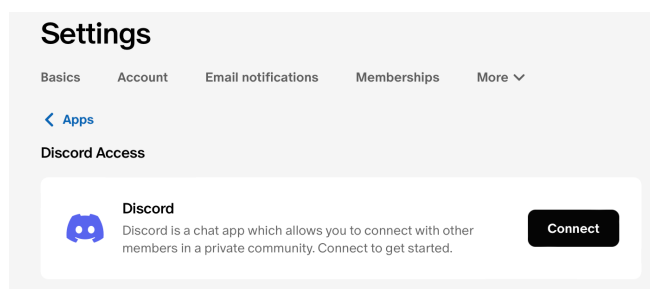 Settings
Basics Account Email notifications Memberships More
Apps
Discord Access
Discord
Discord is a chat app which allows you to connect with other
members in a private community. Connect to get started.
Connect